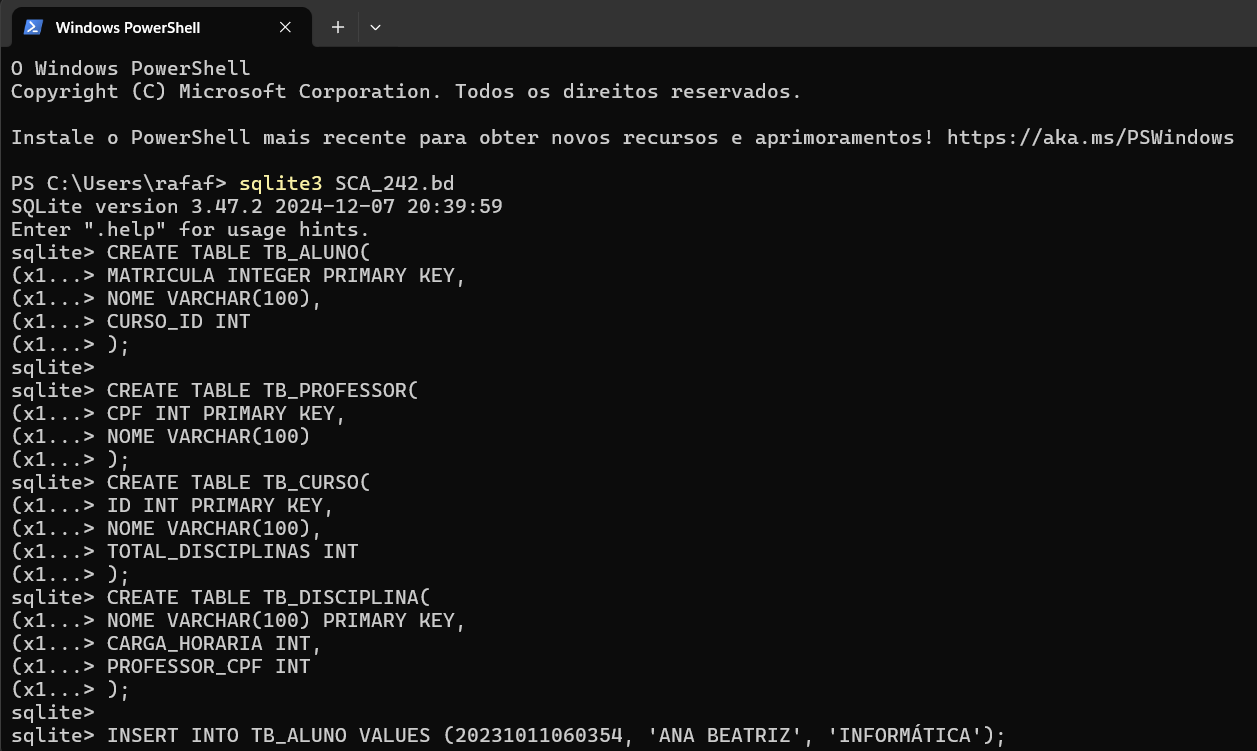 Windows PowerShell
O Windows PowerShell
Copyright (C) Microsoft Corporation. Todos os direitos reservados.
Instale o PowerShell mais recente para obter novos recursos e aprimoramentos! https://aka.ms/PSWindows
PS C:\Users\rafaf> sqlite3 SCA_242.bd
SQLite version 3.47.2 2024-12-07 20:39:59
Enter ".help" for usage hints.
sqlite> CREATE TABLE TB_ALUNO(
(x1...> MATRICULA INTEGER PRIMARY KEY,
(x1...> NOME VARCHAR(100),
(x1...> CURSO_ID INT
(x1...> );
sqlite>
sqlite> CREATE TABLE TB_PROFESSOR(
(x1...> CPF INT PRIMARY KEY,
(x1...> NOME VARCHAR(100)
(x1...> );
sqlite> CREATE TABLE TB_CURSO(
(x1...> ID INT PRIMARY KEY,
(x1...> NOME VARCHAR(100),
(x1...> TOTAL_DISCIPLINAS INT
(x1...> );
sqlite> CREATE TABLE TB_DISCIPLINA(
(x1...> NOME VARCHAR(100) PRIMARY KEY,
(x1...> CARGA_HORARIA INT,
(x1...> PROFESSOR_CPF INT
(x1...> );
sqlite>
sqlite> INSERT INTO TB_ALUNO VALUES (20231011060354, 'ANA BEATRIZ', 'INFORMÁTICA');